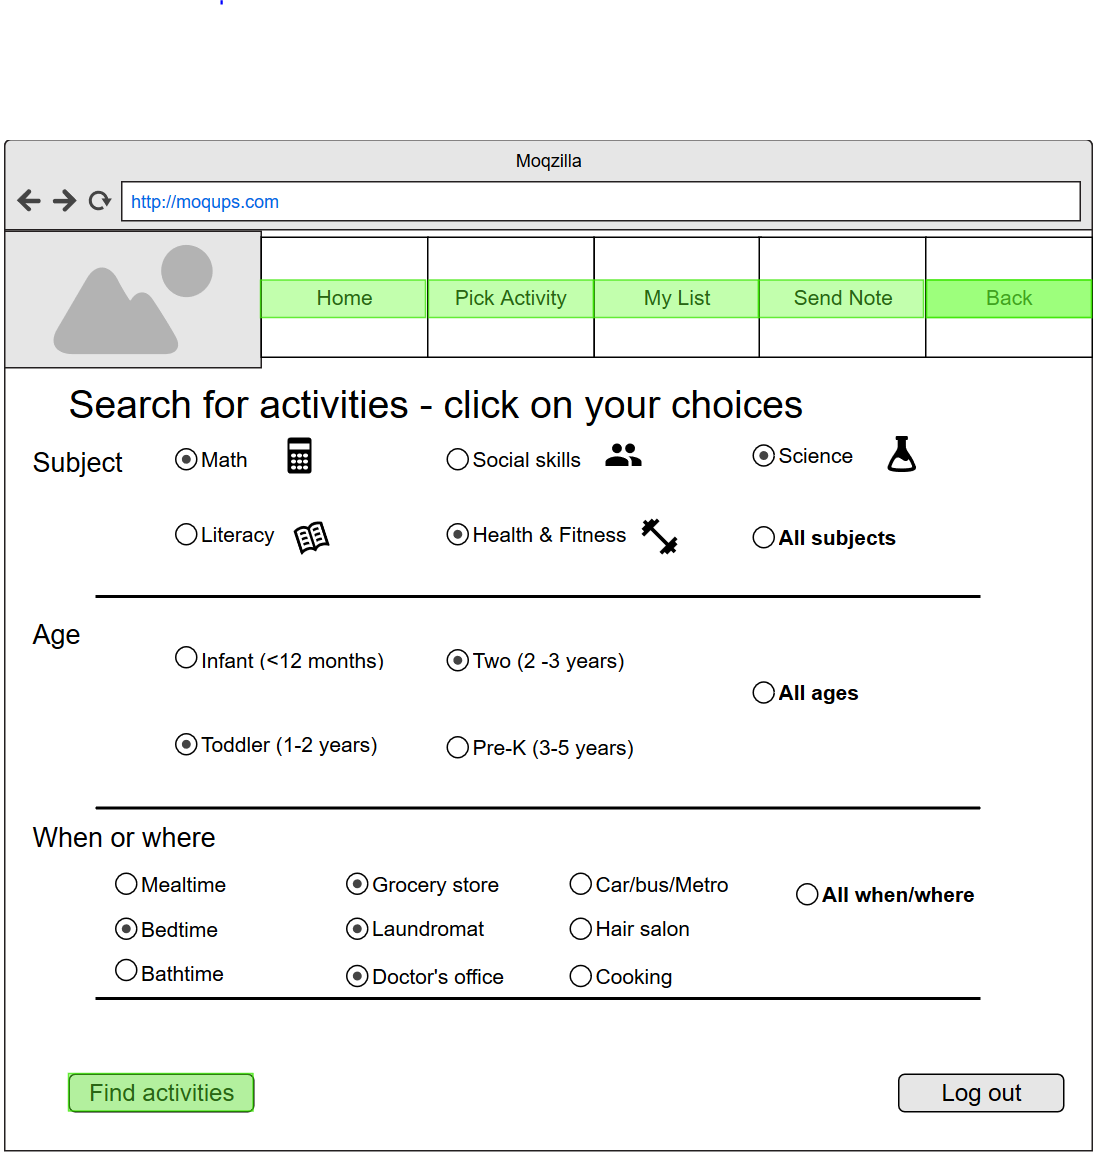 Moqzilla
http://moqups.com
Home Pick Activity My List Send Note Back
Search for activities - click on your choices
Subject Math Social skills Science
Literacy Health & Fitness All subjects
Age
Infant (<12 months) Two (2 -3 years)
All ages
Toddler (1-2 years) Pre-K (3-5 years)
When or where
Mealtime Grocery store Car/bus/Metro All when/where
Bedtime Laundromat Hair salon
Bathtime Doctor's office Cooking
Find activities Log out